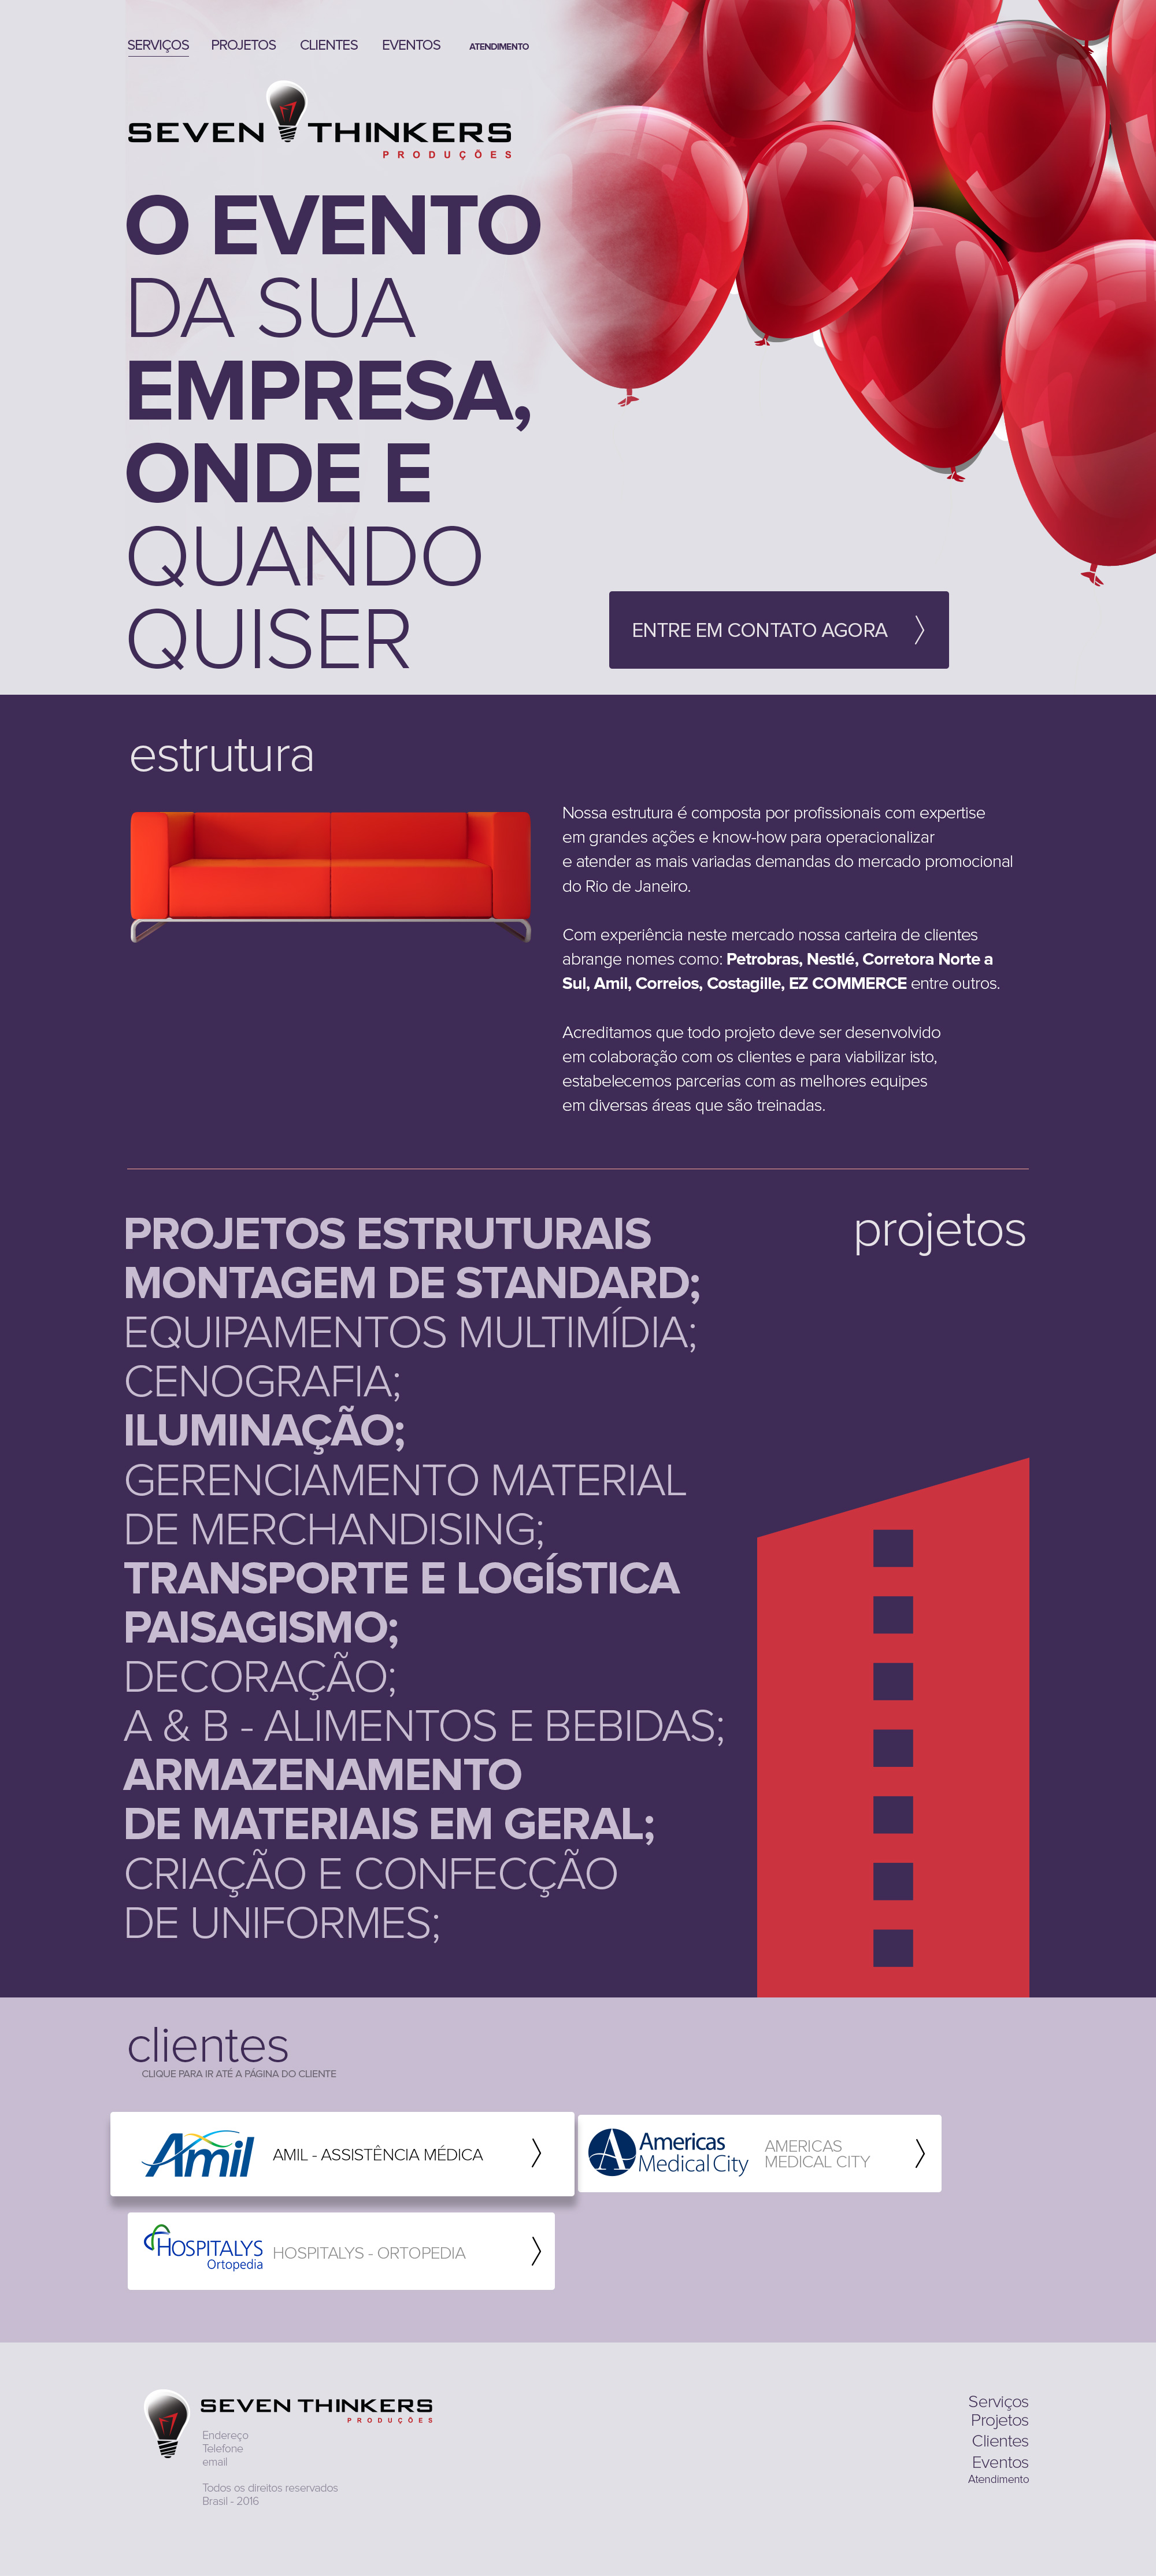 SERVIÇOS PROJETOS CLIENTES EVENTOS ATENDIMENTO
SEVEN THINKERS
PRODUÇÕES
O EVENTO
DA SUA
EMPRESA,
ONDE E
QUANDO
QUISER
ENTRE EM CONTATO AGORA
estrutura
Nossa estrutura é composta por profissionais com expertise
em grandes ações e know-how para operacionalizar
e atender as mais variadas demandas do mercado promocional
do Rio de Janeiro.
Com experiência neste mercado nossa carteira de clientes
abrange nomes como: Petrobras, Nestlé, Corretora Norte a
Sul, Amil, Correios, Costagille, EZ COMMERCE entre outros.
Acreditamos que todo projeto deve ser desenvolvido
em colaboração com os clientes e para viabilizar isto,
estabelecemos parcerias com as melhores equipes
em diversas áreas que são treinadas.
projetos
PROJETOS ESTRUTURAIS
MONTAGEM DE STANDARD;
EQUIPAMENTOS MULTIMÍDIA;
CENOGRAFIA;
ILUMINAÇÃO;
GERENCIAMENTO MATERIAL
DE MERCHANDISING;
TRANSPORTE E LOGÍSTICA
PAISAGISMO;
DECORAÇÃO;
A & B - ALIMENTOS E BEBIDAS;
ARMAZENAMENTO
DE MATERIAIS EM GERAL;
CRIAÇÃO E CONFECÇÃO
DE UNIFORMES;
clientes
CLIQUE PARA IR ATÉ A PÁGINA DO CLIENTE
Amil
AMIL - ASSISTÊNCIA MÉDICA
Americas
Medical City
AMERICAS
MEDICAL CITY
HOSPITALYS
Ortopedia
HOSPITALYS - ORTOPEDIA
SEVEN THINKERS
PRODUÇÕES
Endereço
Telefone
email
Todos os direitos reservados
Brasil - 2016
Serviços
Projetos
Clientes
Eventos
Atendimento